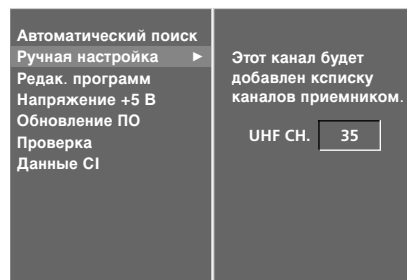 Автоматический поиск
Ручная настройка ►
Редак. программ
Напряжение +5 В
Обновление ПО
Проверка
Данные CI
Этот канал будет
добавлен ксписку
каналов приемником.
UHF CH. 35